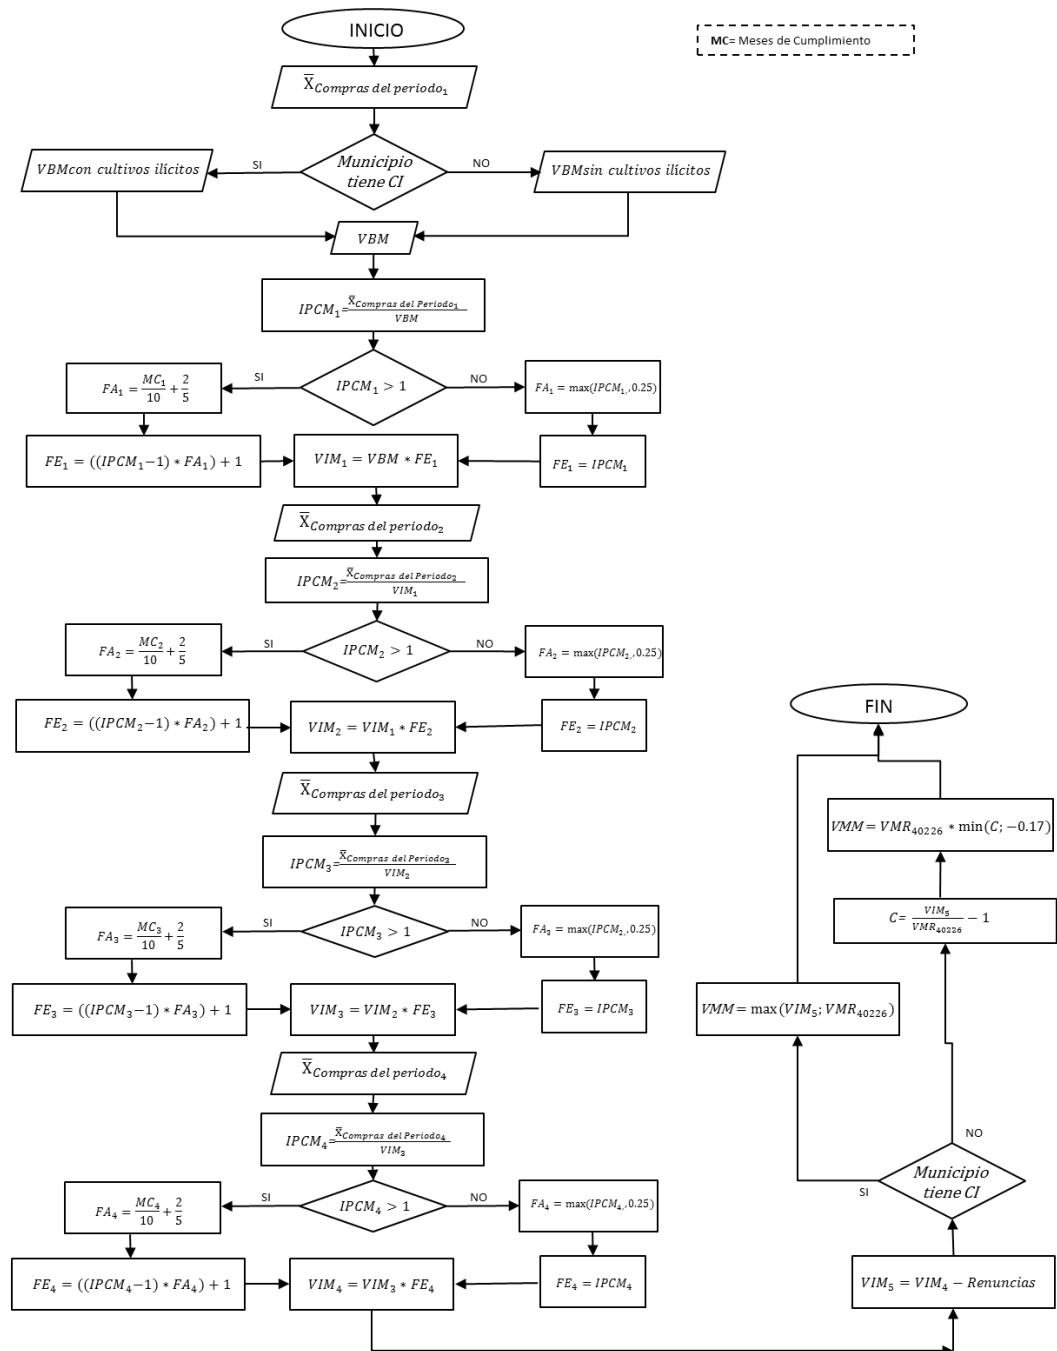 INICIO
MC= Meses de Cumplimiento
X̅ Compras del periodo₁
Municipio
tiene CI
SI
NO
VBMcon cultivos ilícitos
VBMsin cultivos ilícitos
VBM
IPCM₁= X̅ Compras del Periodo₁ / VBM
IPCM₁ > 1
SI
NO
FA₁ = MC₁/10 + 2/5
FA₁ = max(IPCM₁,, 0.25)
FE₁ = ((IPCM₁−1) ∗ FA₁) + 1
VIM₁ = VBM ∗ FE₁
FE₁ = IPCM₁
X̅ Compras del periodo₂
IPCM₂= X̅ Compras del Periodo₂ / VIM₁
IPCM₂ > 1
SI
NO
FA₂ = MC₂/10 + 2/5
FA₂ = max(IPCM₂,, 0.25)
FE₂ = ((IPCM₂−1) ∗ FA₂) + 1
VIM₂ = VIM₁ ∗ FE₂
FE₂ = IPCM₂
X̅ Compras del periodo₃
IPCM₃= X̅ Compras del Periodo₃ / VIM₂
IPCM₃ > 1
SI
NO
FA₃ = MC₃/10 + 2/5
FA₃ = max(IPCM₂,, 0.25)
FE₃ = ((IPCM₃−1) ∗ FA₃) + 1
VIM₃ = VIM₂ ∗ FE₃
FE₃ = IPCM₃
X̅ Compras del periodo₄
IPCM₄= X̅ Compras del Periodo₄ / VIM₃
IPCM₄ > 1
SI
NO
FA₄ = MC₄/10 + 2/5
FA₄ = max(IPCM₄,, 0.25)
FE₄ = ((IPCM₄−1) ∗ FA₄) + 1
VIM₄ = VIM₃ ∗ FE₄
FE₄ = IPCM₄
VIM₅ = VIM₄ − Renuncias
Municipio
tiene CI
SI
NO
VMM = max(VIM₅; VMR₄₀₂₂₆)
C= VIM₅ / VMR₄₀₂₂₆ − 1
VMM = VMR₄₀₂₂₆ ∗ min(C; −0.17)
FIN